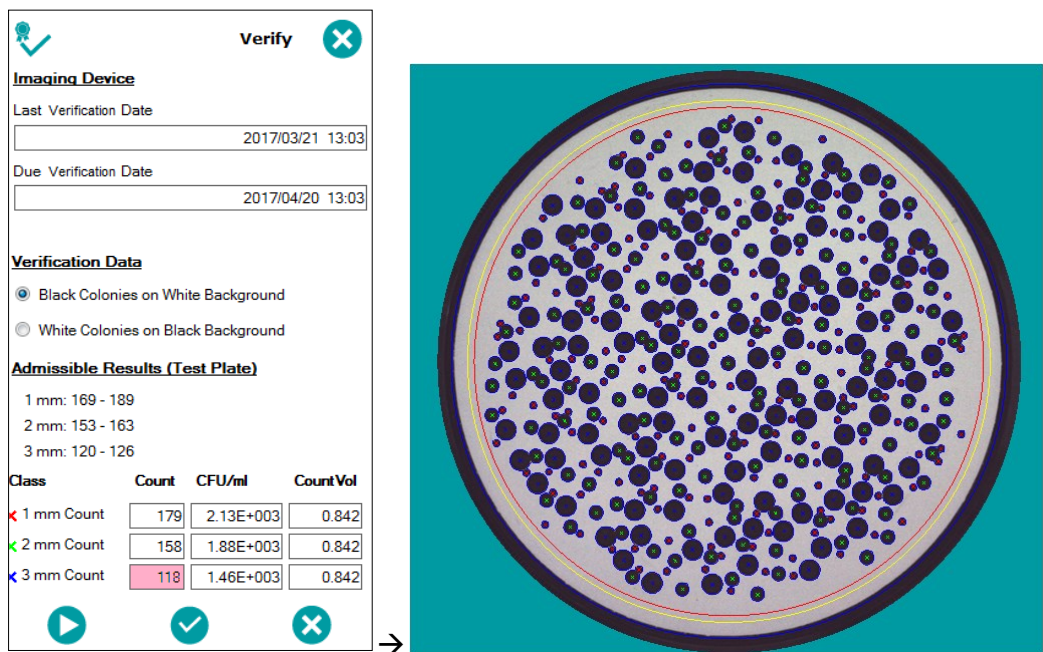 Verify
Imaging Device
Last Verification Date
2017/03/21 13:03
Due Verification Date
2017/04/20 13:03
Verification Data
Black Colonies on White Background
White Colonies on Black Background
Admissible Results (Test Plate)
1 mm: 169 - 189
2 mm: 153 - 163
3 mm: 120 - 126
Class Count CFU/ml CountVol
1 mm Count 179 2.13E+003 0.842
2 mm Count 158 1.88E+003 0.842
3 mm Count 118 1.46E+003 0.842
→